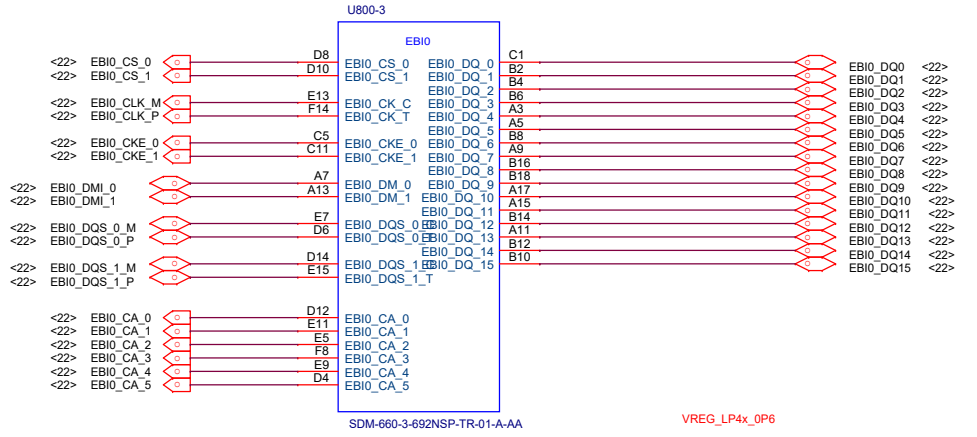 U800-3
EBI0
<22> EBI0_CS_0 D8 EBI0_CS_0 EBI0_DQ_0 C1 EBI0_DQ0 <22>
<22> EBI0_CS_1 D10 EBI0_CS_1 EBI0_DQ_1 B2 EBI0_DQ1 <22>
EBI0_DQ_2 B4 EBI0_DQ2 <22>
<22> EBI0_CLK_M E13 EBI0_CK_C EBI0_DQ_3 B6 EBI0_DQ3 <22>
<22> EBI0_CLK_P F14 EBI0_CK_T EBI0_DQ_4 A3 EBI0_DQ4 <22>
EBI0_DQ_5 A5 EBI0_DQ5 <22>
<22> EBI0_CKE_0 C5 EBI0_CKE_0 EBI0_DQ_6 B8 EBI0_DQ6 <22>
<22> EBI0_CKE_1 C11 EBI0_CKE_1 EBI0_DQ_7 A9 EBI0_DQ7 <22>
EBI0_DQ_8 B16 EBI0_DQ8 <22>
<22> EBI0_DMI_0 A7 EBI0_DM_0 EBI0_DQ_9 B18 EBI0_DQ9 <22>
<22> EBI0_DMI_1 A13 EBI0_DM_1 EBI0_DQ_10 A17 EBI0_DQ10 <22>
EBI0_DQ_11 A15 EBI0_DQ11 <22>
<22> EBI0_DQS_0_M E7 EBI0_DQS_0_C EBI0_DQ_12 B14 EBI0_DQ12 <22>
<22> EBI0_DQS_0_P D6 EBI0_DQS_0_T EBI0_DQ_13 A11 EBI0_DQ13 <22>
EBI0_DQ_14 B12 EBI0_DQ14 <22>
<22> EBI0_DQS_1_M D14 EBI0_DQS_1_C EBI0_DQ_15 B10 EBI0_DQ15 <22>
<22> EBI0_DQS_1_P E15 EBI0_DQS_1_T
<22> EBI0_CA_0 D12 EBI0_CA_0
<22> EBI0_CA_1 E11 EBI0_CA_1
<22> EBI0_CA_2 E5 EBI0_CA_2
<22> EBI0_CA_3 F8 EBI0_CA_3
<22> EBI0_CA_4 E9 EBI0_CA_4
<22> EBI0_CA_5 D4 EBI0_CA_5
SDM-660-3-692NSP-TR-01-A-AA
VREG_LP4x_0P6